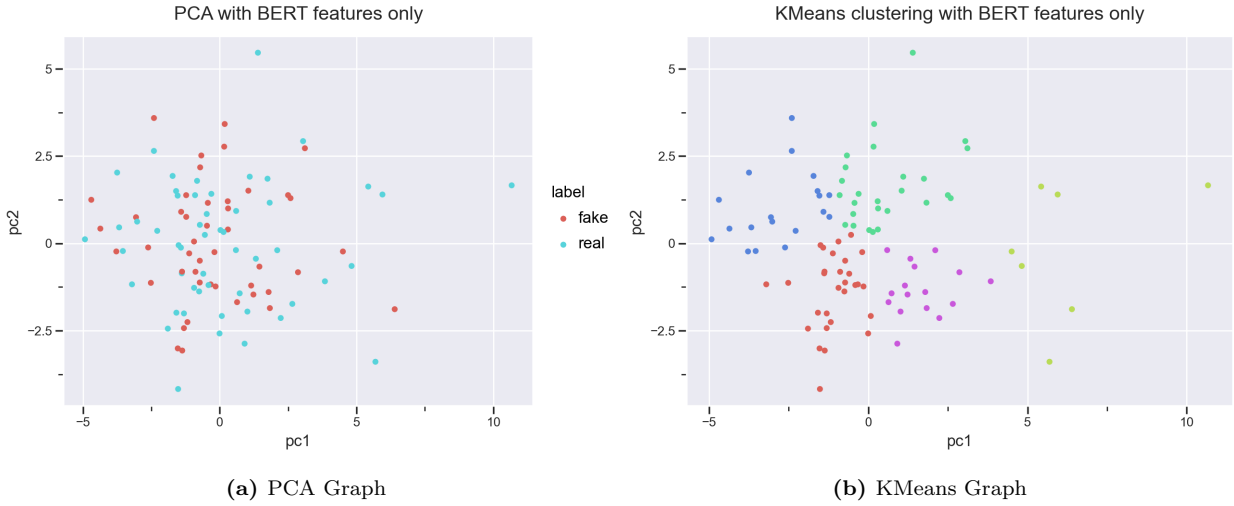 PCA with BERT features only
5
2.5
0
−2.5
−5
0
5
10
pc2
pc1
label
fake
real
(a) PCA Graph
KMeans clustering with BERT features only
5
2.5
0
−2.5
−5
0
5
10
pc2
pc1
(b) KMeans Graph